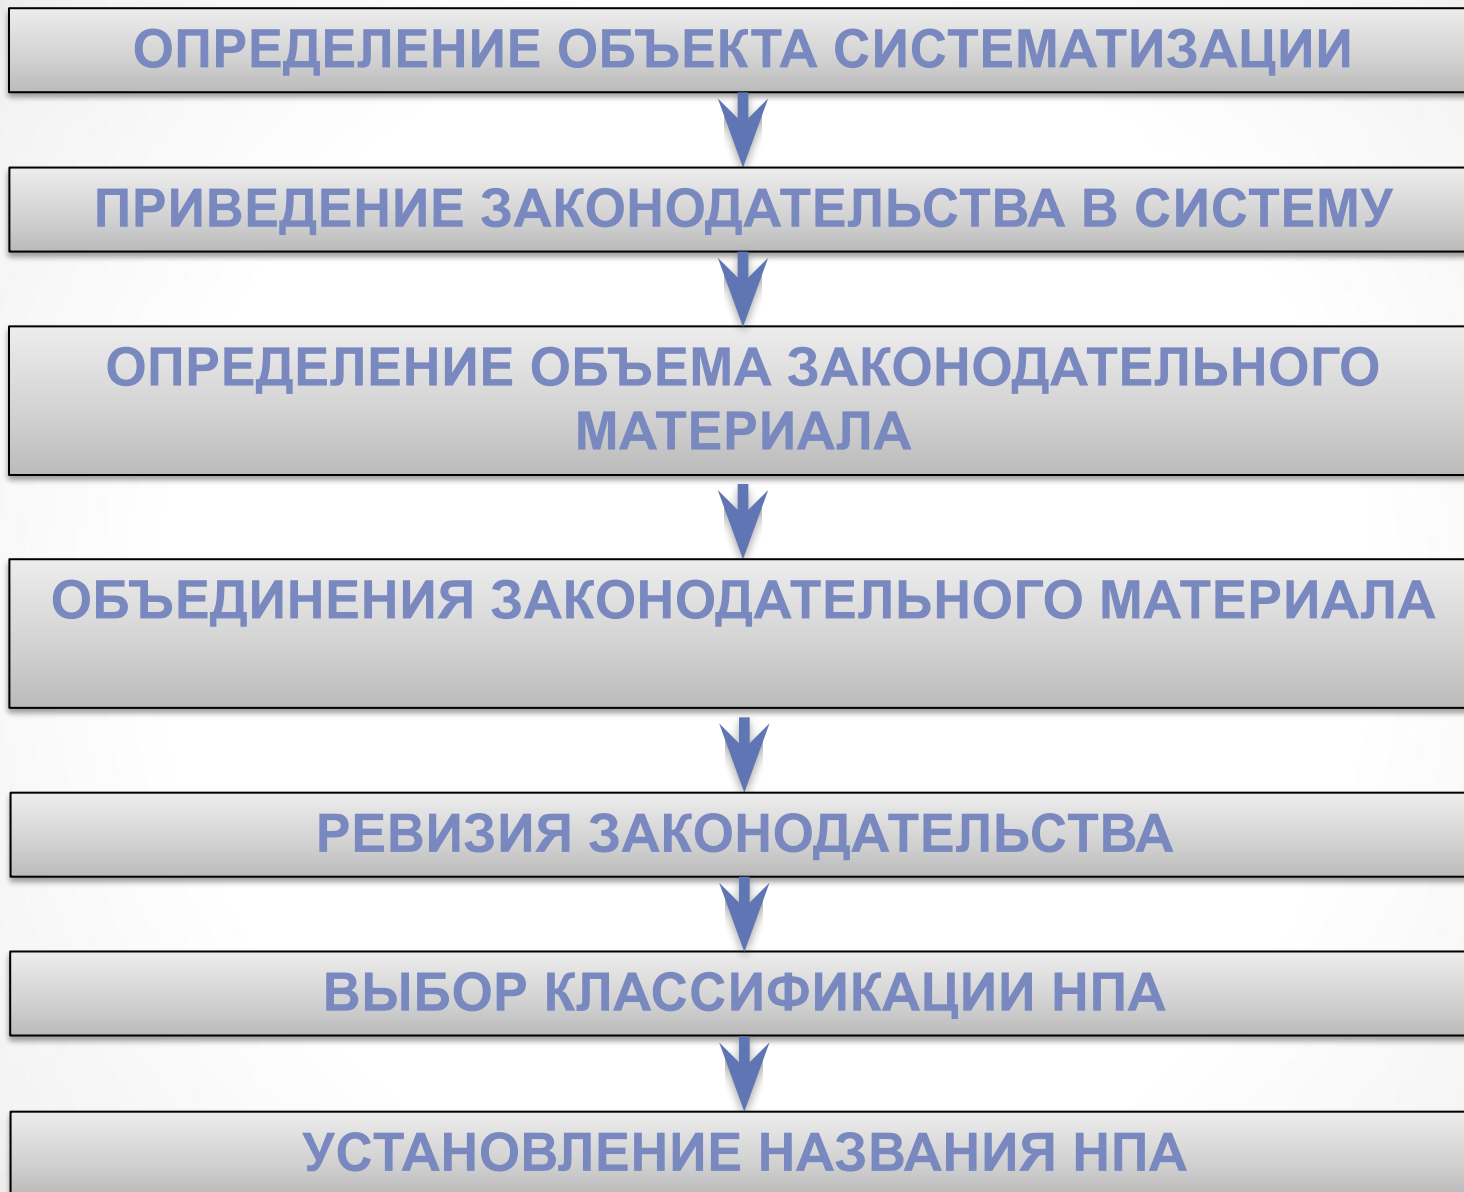 ОПРЕДЕЛЕНИЕ ОБЪЕКТА СИСТЕМАТИЗАЦИИ
ПРИВЕДЕНИЕ ЗАКОНОДАТЕЛЬСТВА В СИСТЕМУ
ОПРЕДЕЛЕНИЕ ОБЪЕМА ЗАКОНОДАТЕЛЬНОГО
МАТЕРИАЛА
ОБЪЕДИНЕНИЯ ЗАКОНОДАТЕЛЬНОГО МАТЕРИАЛА
РЕВИЗИЯ ЗАКОНОДАТЕЛЬСТВА
ВЫБОР КЛАССИФИКАЦИИ НПА
УСТАНОВЛЕНИЕ НАЗВАНИЯ НПА